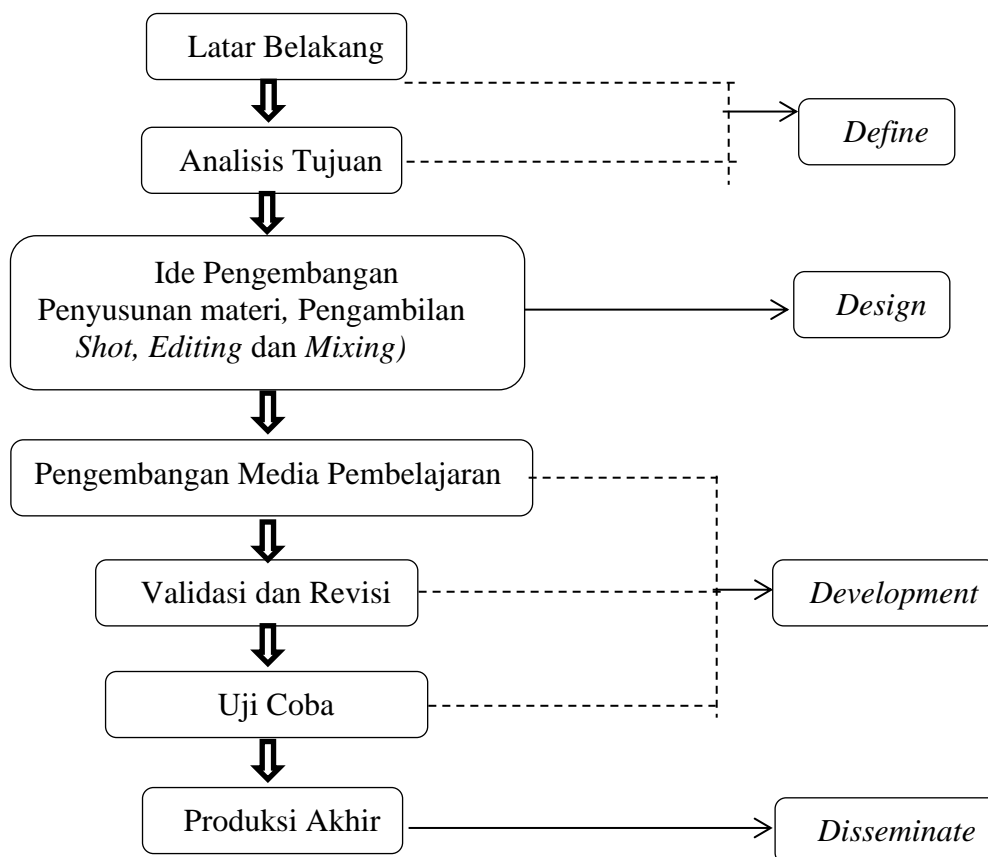 Latar Belakang
Define
Analisis Tujuan
Ide Pengembangan
Penyusunan materi, Pengambilan
Shot, Editing dan Mixing)
Design
Pengembangan Media Pembelajaran
Validasi dan Revisi
Development
Uji Coba
Produksi Akhir
Disseminate